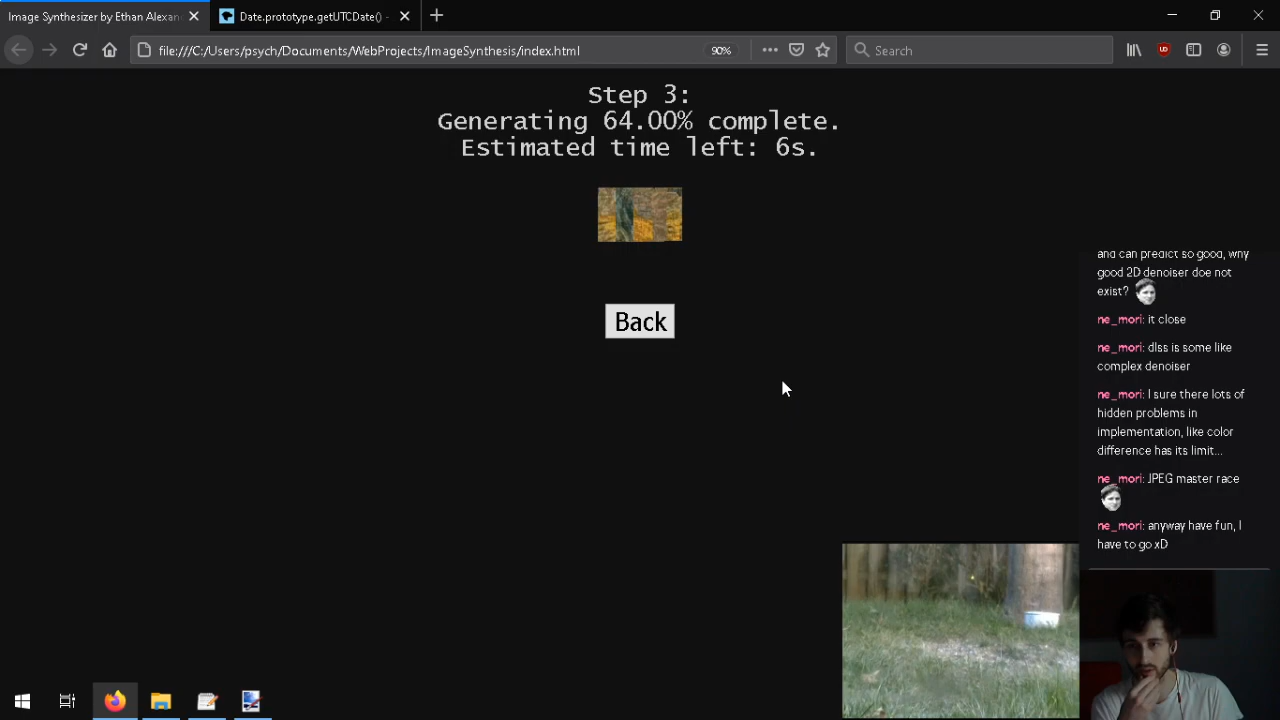 Image Synthesizer by Ethan Alexan
Date.prototype.getUTCDate() -
file:///C:/Users/psych/Documents/WebProjects/ImageSynthesis/index.html
90%
Search
Step 3:
Generating 64.00% complete.
Estimated time left: 6s.
Back
and can predict so good, why
good 2D denoiser doe not
exist?
ne_mori: it close
ne_mori: dlss is some like
complex denoiser
ne_mori: I sure there lots of
hidden problems in
implementation, like color
difference has its limit...
ne_mori: JPEG master race
ne_mori: anyway have fun, I
have to go xD